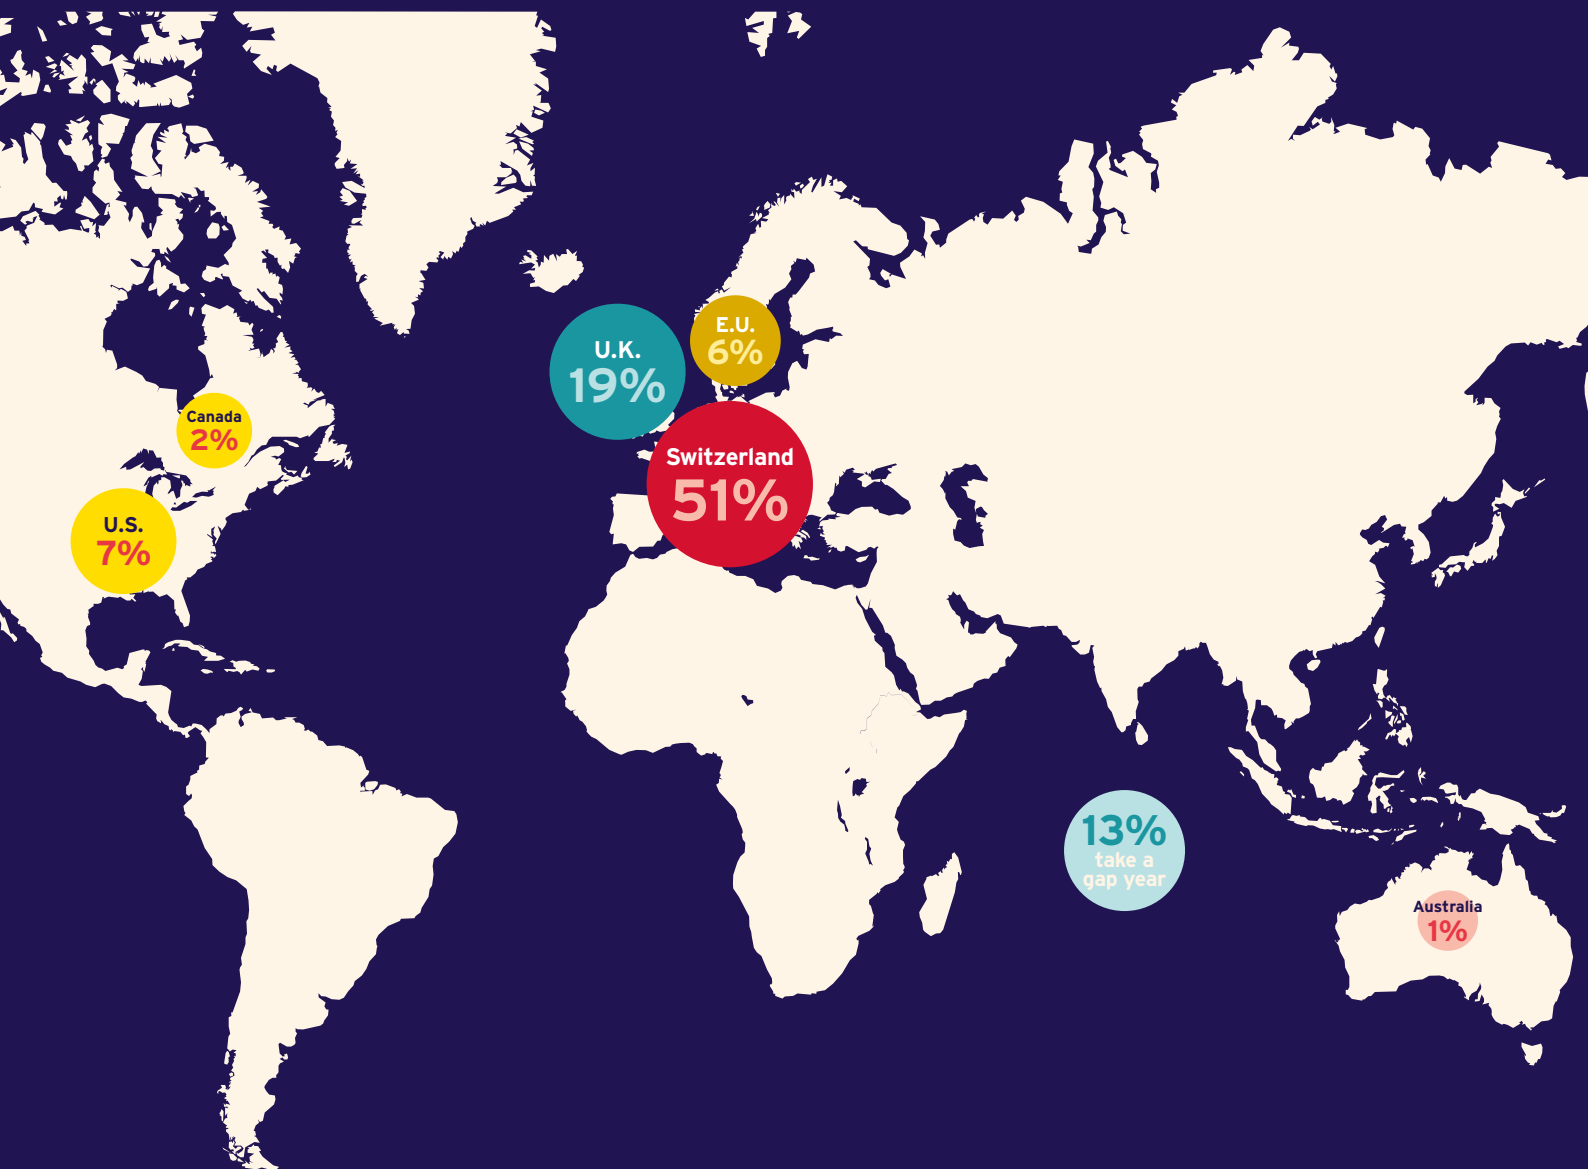 E.U.
6%
U.K.
19%
Canada
2%
Switzerland
51%
U.S.
7%
13%
take a
gap year
Australia
1%